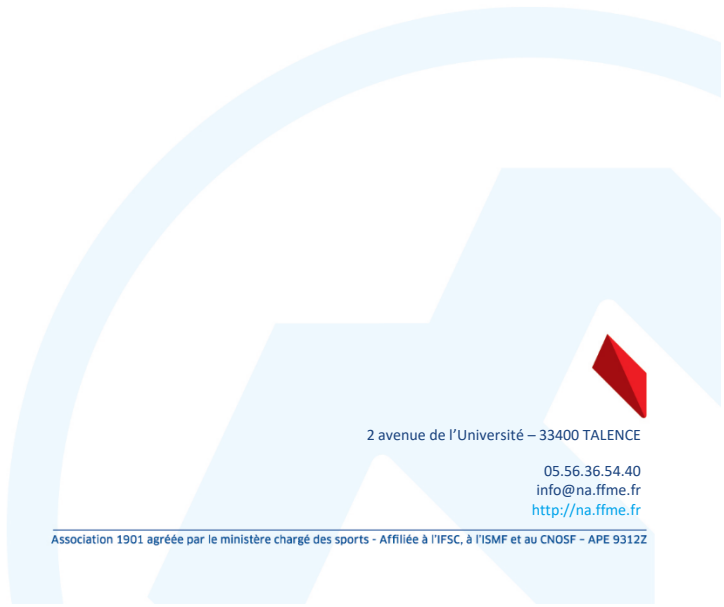 2 avenue de l’Université – 33400 TALENCE
05.56.36.54.40
info@na.ffme.fr
http://na.ffme.fr
Association 1901 agréée par le ministère chargé des sports - Affiliée à l'IFSC, à l'ISMF et au CNOSF – APE 9312Z